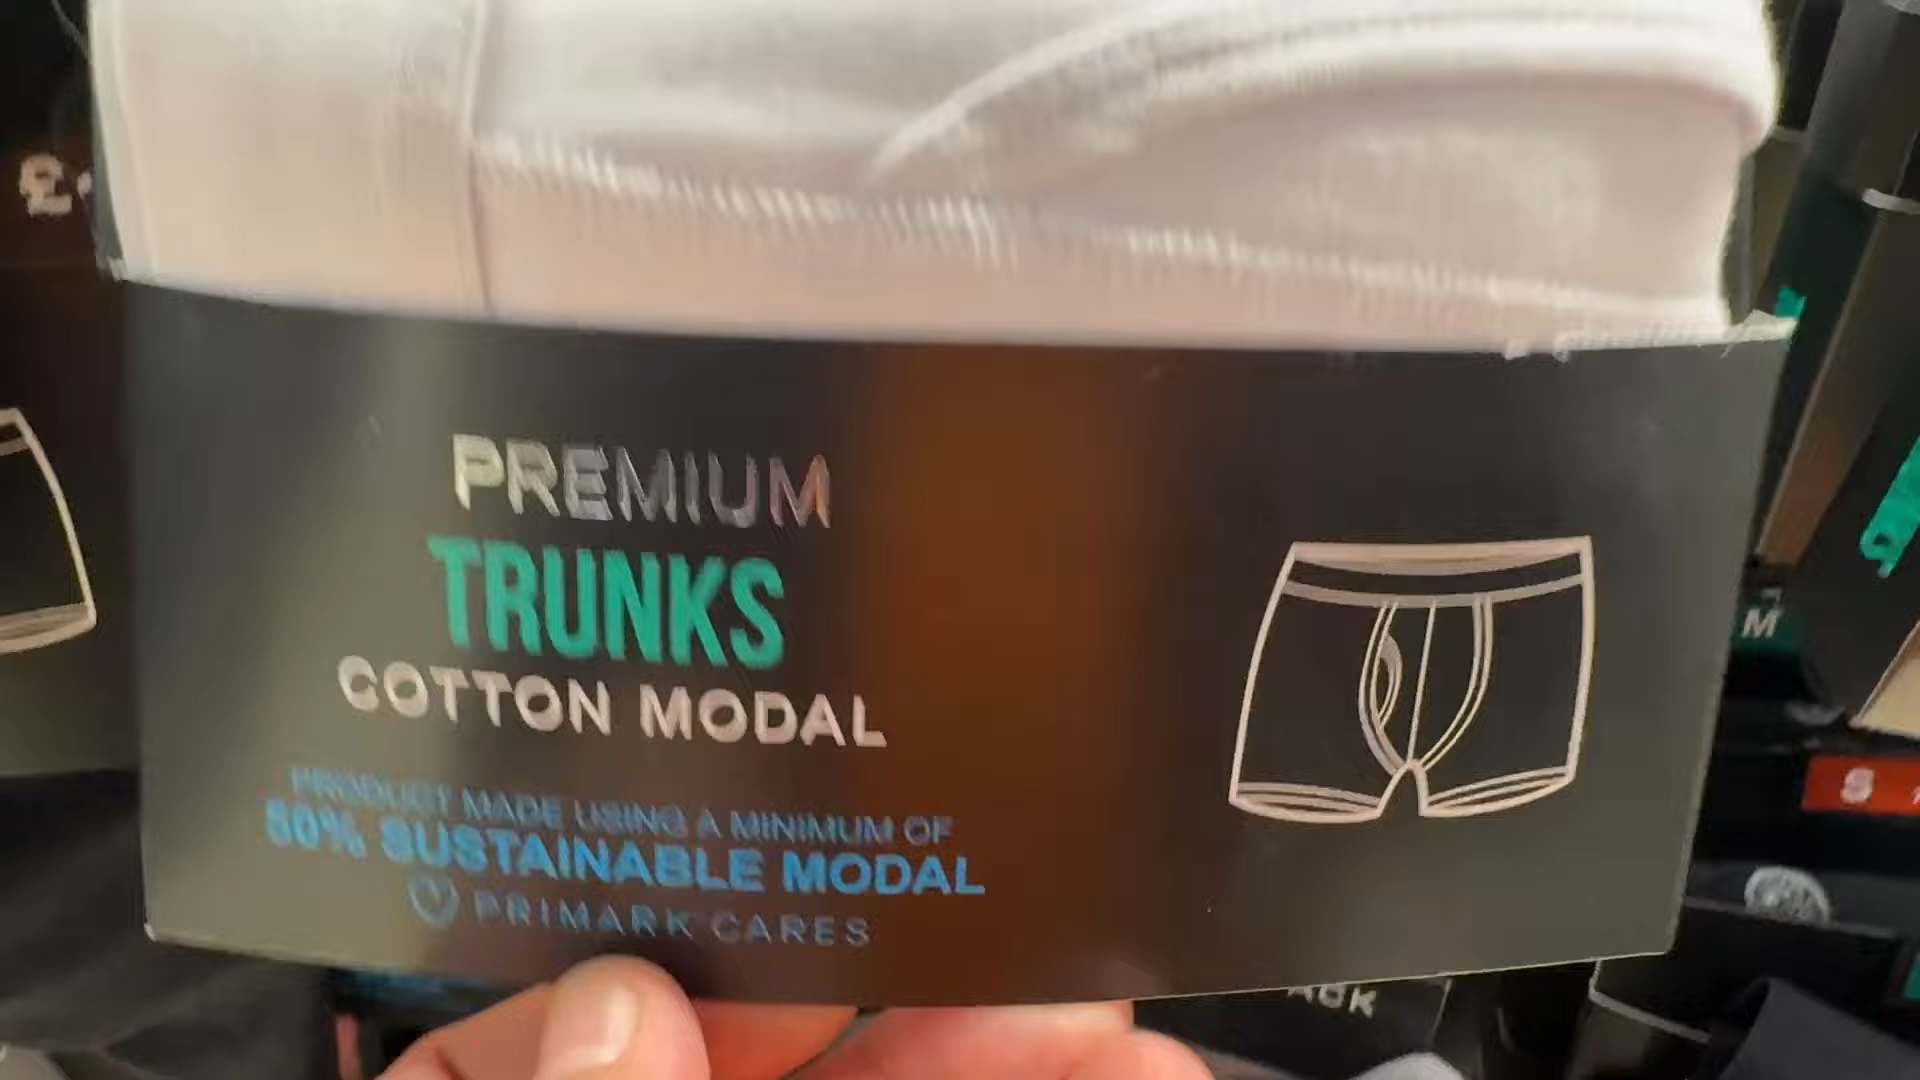 £
PREMIUM
TRUNKS
COTTON MODAL
PRODUCT MADE USING A MINIMUM OF
50% SUSTAINABLE MODAL
PRIMARK CARES
M
S